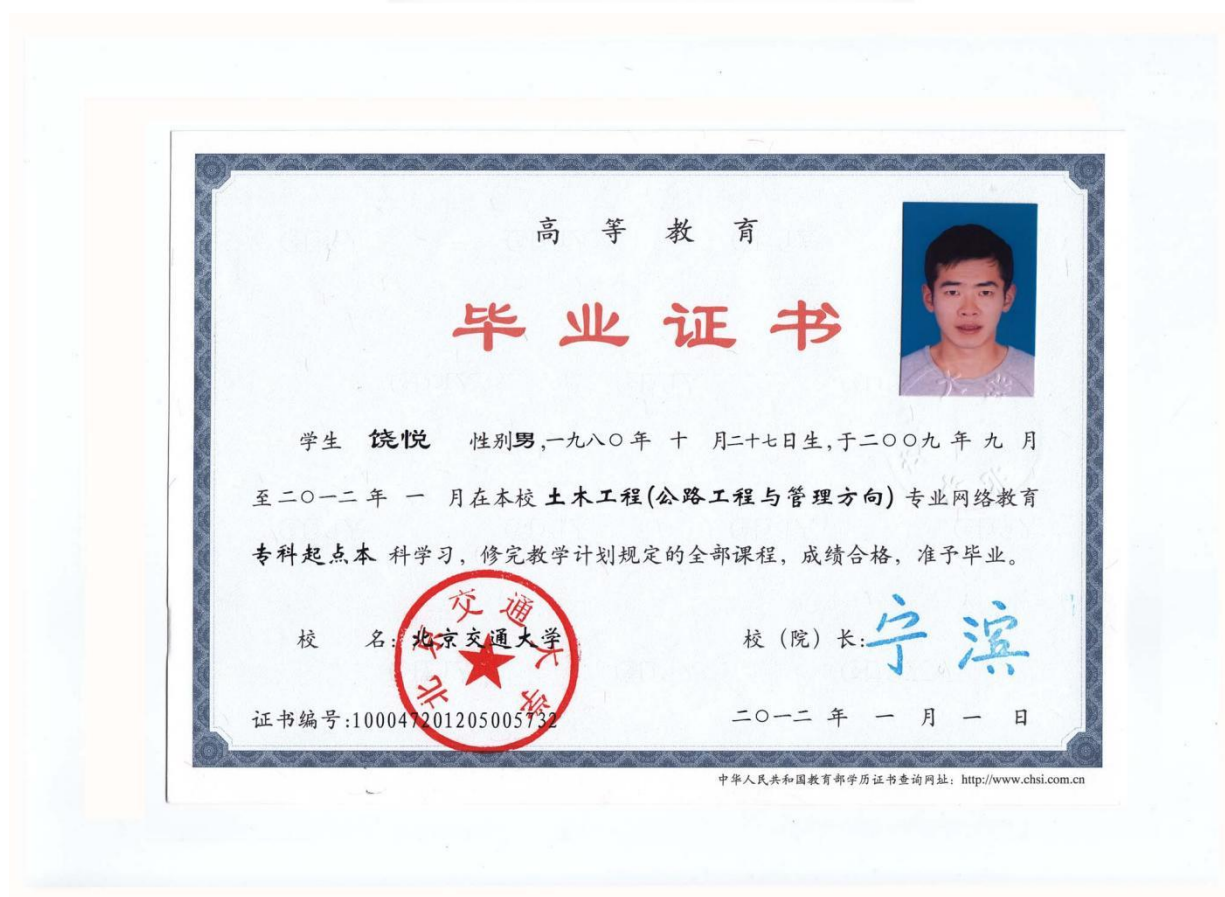 高等教育
毕业证书
学生 饶悦 性别男,一九八〇年 十 月二十七日生,于二〇〇九年九月
至二〇一二年 一 月在本校 土木工程(公路工程与管理方向) 专业网络教育
专科起点本 科学习，修完教学计划规定的全部课程，成绩合格，准予毕业。
校 名:北京交通大学
校（院）长:宁滨
北京交通大学
证书编号:100047201205005732
二〇一二 年 一 月 一 日
中华人民共和国教育部学历证书查询网址：http://www.chsi.com.cn